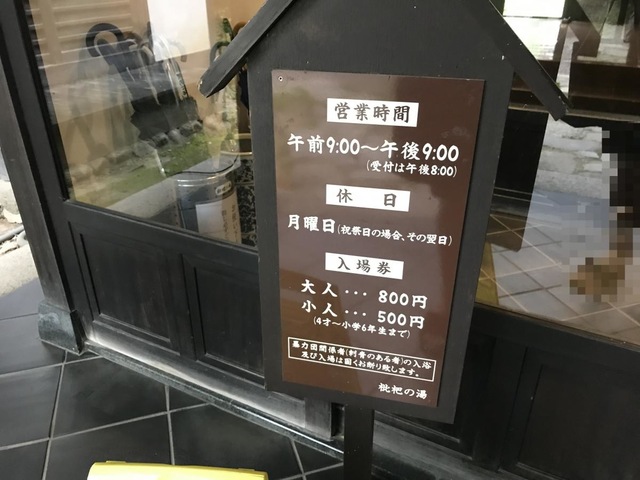 営業時間
午前9:00～午後9:00
(受付は午後8:00)
休　日
月曜日(祝祭日の場合、その翌日)
入場券
大人・・・800円
小人・・・500円
(4才～小学6年生まで)
暴力団関係者(刺青のある者)の入浴
及び入場は固くお断り致します。
枇杷の湯